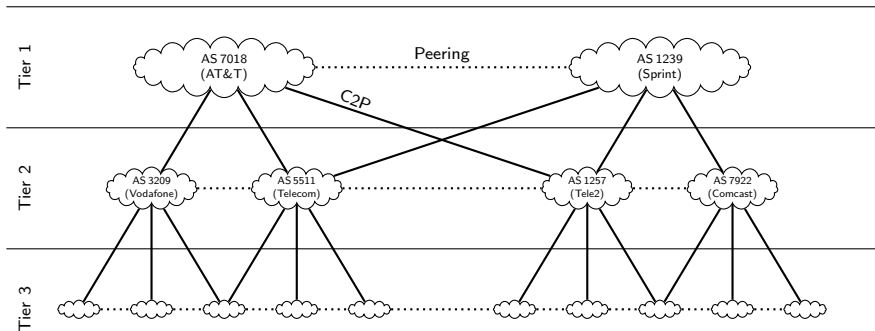 Tier 1
AS 7018
(AT&T)
Peering
AS 1239
(Sprint)
C2P
Tier 2
AS 3209
(Vodafone)
AS 5511
(Telecom)
AS 1257
(Tele2)
AS 7922
(Comcast)
Tier 3